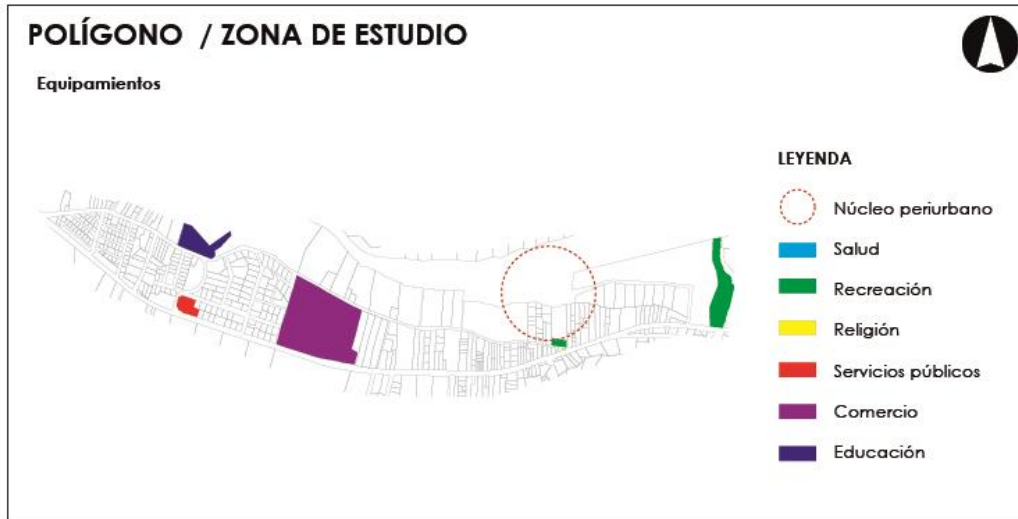 POLÍGONO / ZONA DE ESTUDIO
Equipamientos
LEYENDA
Núcleo periurbano
Salud
Recreación
Religión
Servicios públicos
Comercio
Educación